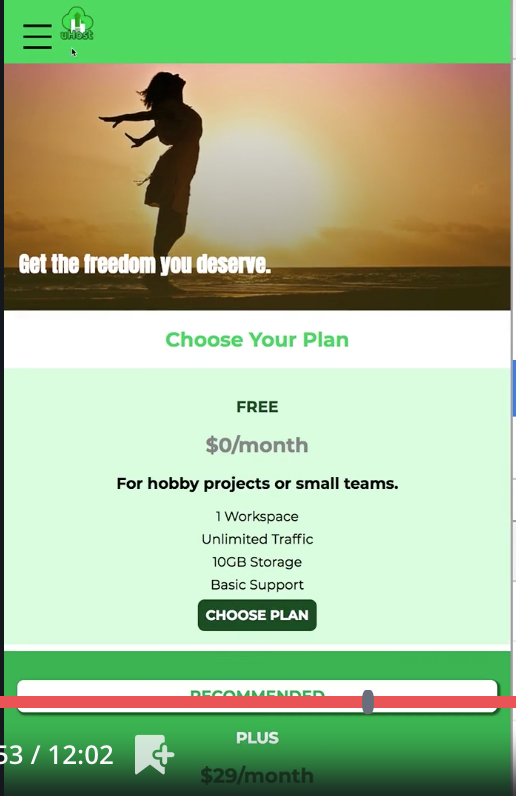 uHost
Get the freedom you deserve.
Choose Your Plan
FREE
$0/month
For hobby projects or small teams.
1 Workspace
Unlimited Traffic
10GB Storage
Basic Support
CHOOSE PLAN
RECOMMENDED
PLUS
53 / 12:02
$29/month